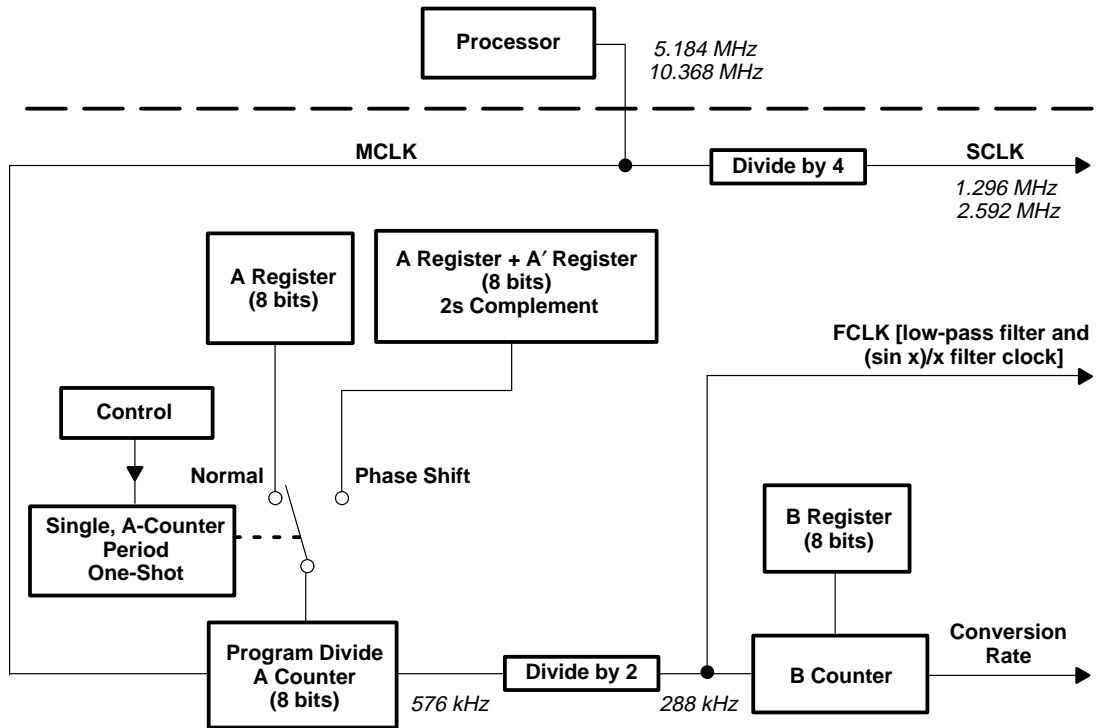 Processor
5.184 MHz
10.368 MHz
MCLK
Divide by 4
SCLK
1.296 MHz
2.592 MHz
A Register
(8 bits)
A Register + A′ Register
(8 bits)
2s Complement
FCLK [low-pass filter and
(sin x)/x filter clock]
Control
Normal
Phase Shift
Single, A-Counter
Period
One-Shot
B Register
(8 bits)
Program Divide
A Counter
(8 bits)
576 kHz
Divide by 2
288 kHz
B Counter
Conversion
Rate